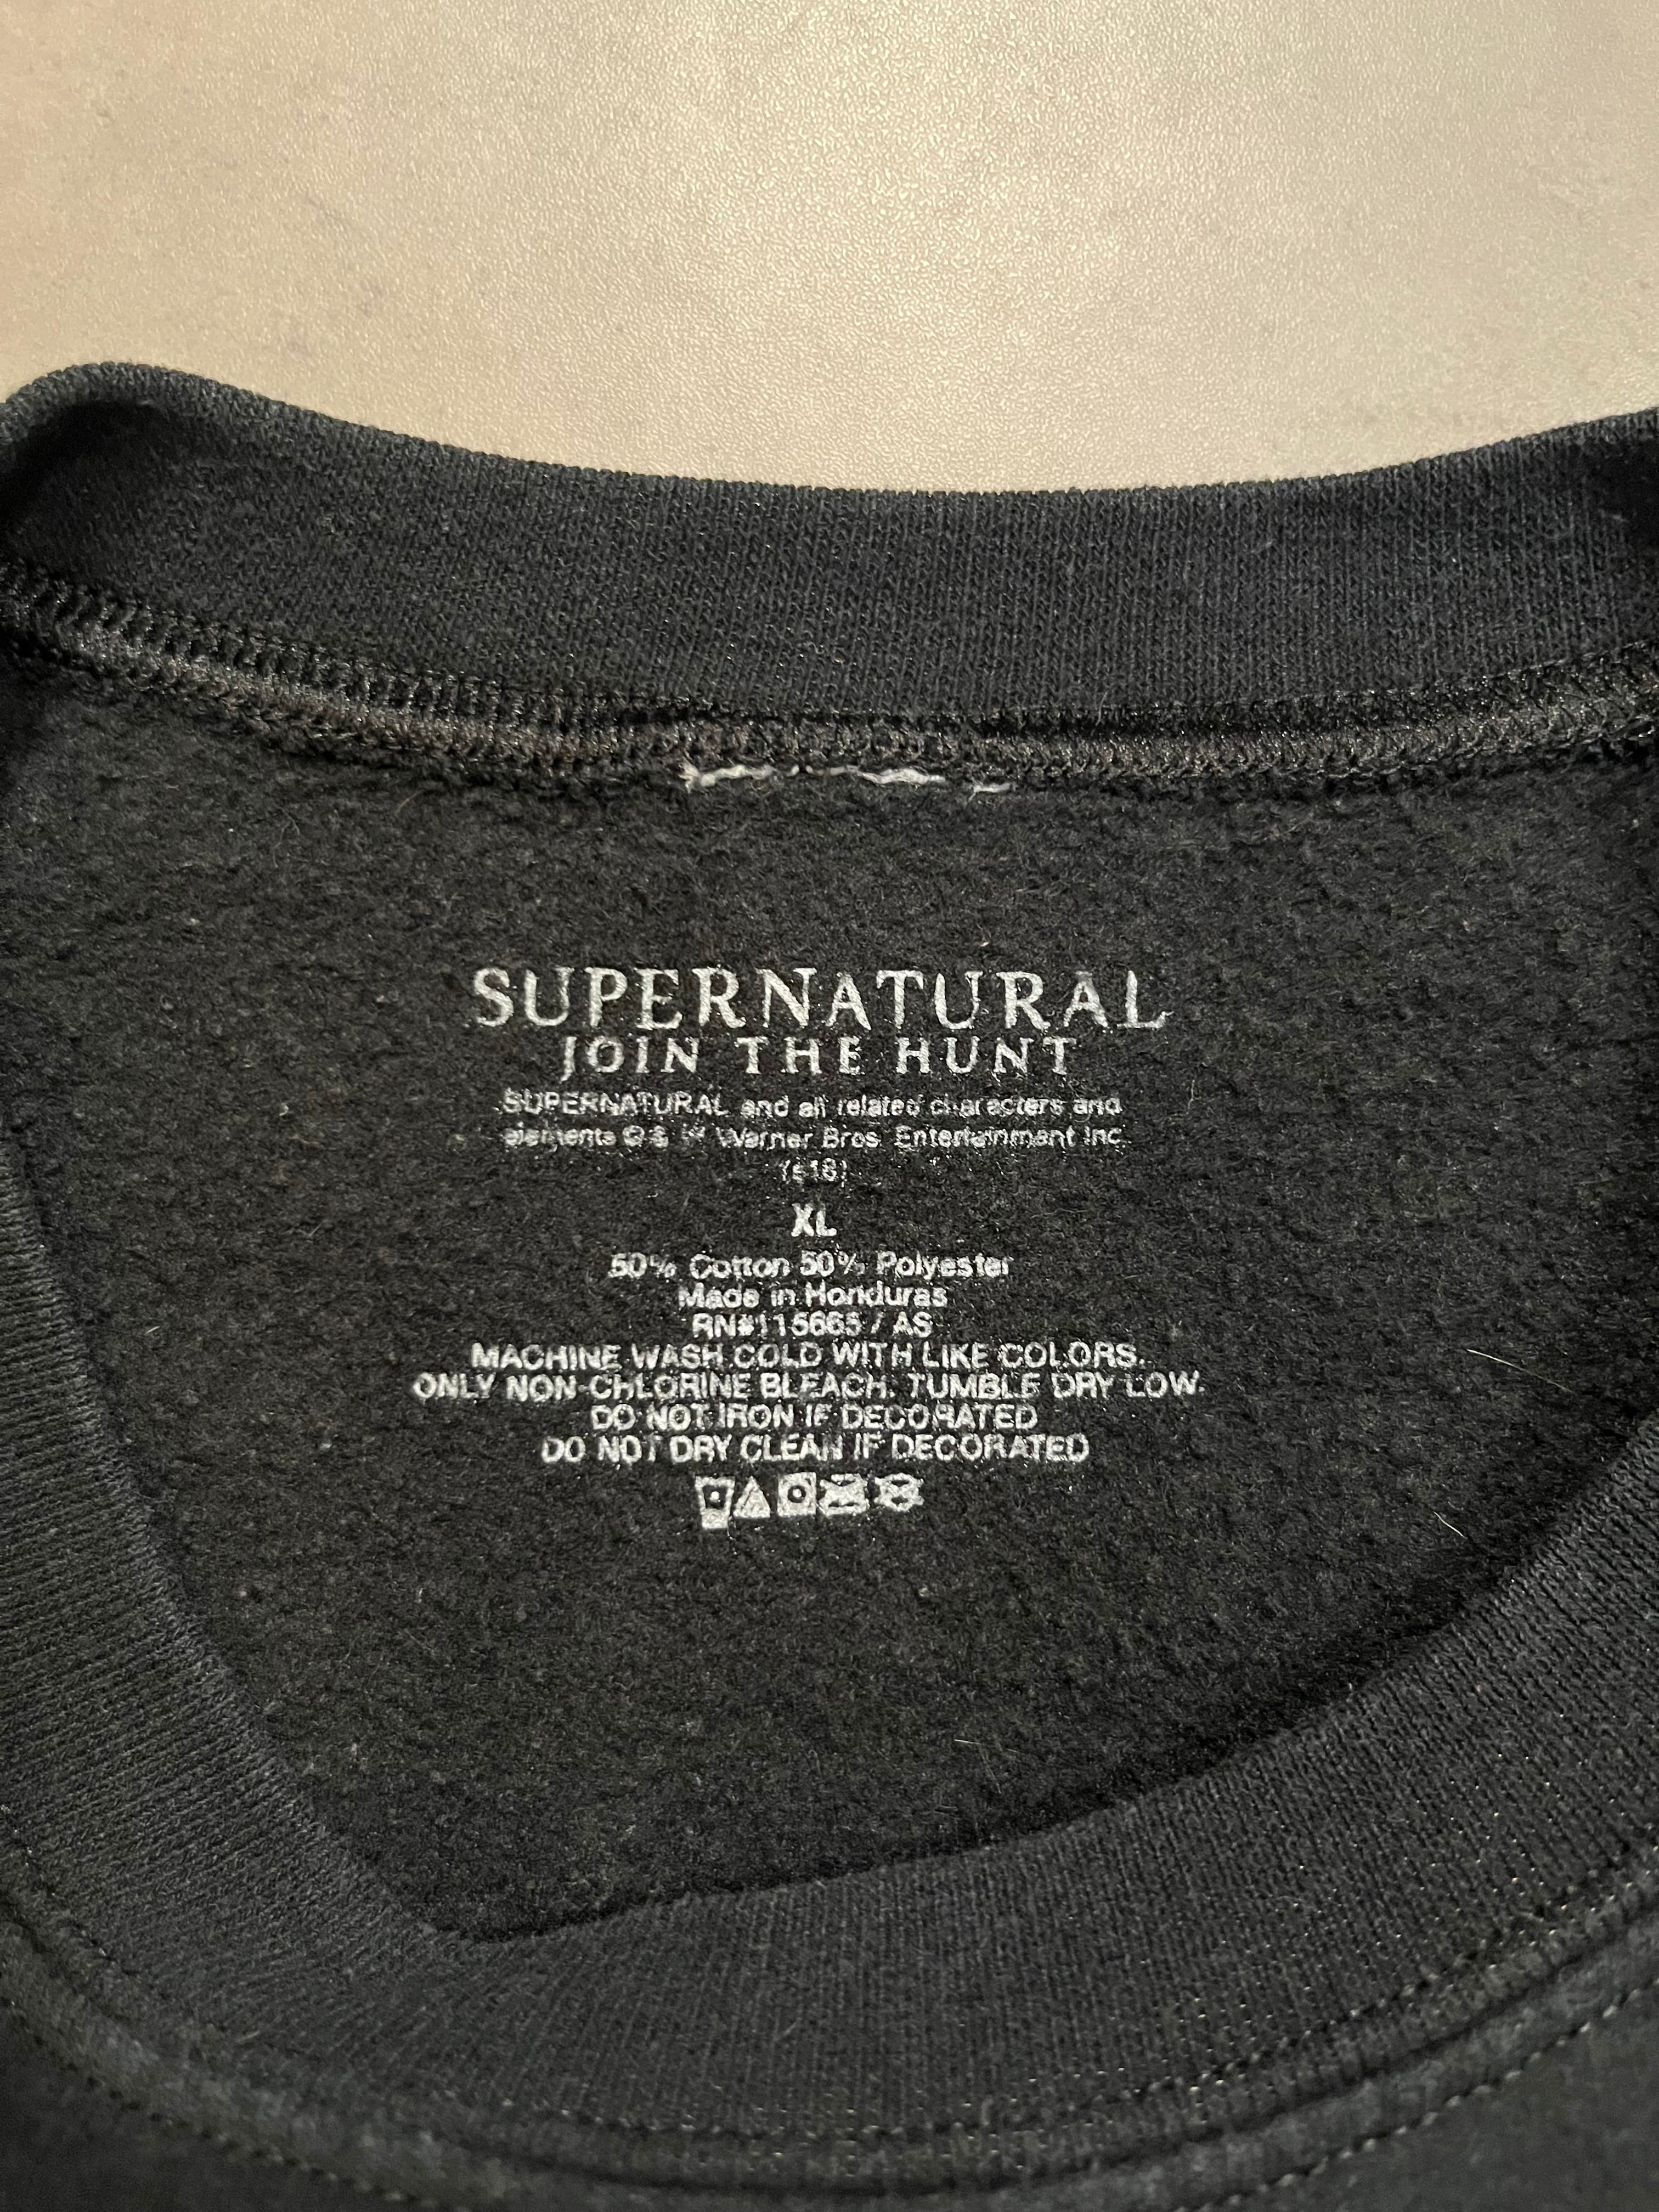 SUPERNATURAL
JOIN THE HUNT
SUPERNATURAL and all related characters and
elements © & ™ Warner Bros. Entertainment Inc.
(s18)
XL
50% Cotton 50% Polyester
Made in Honduras
RN#115665 / AS
MACHINE WASH COLD WITH LIKE COLORS.
ONLY NON-CHLORINE BLEACH. TUMBLE DRY LOW.
DO NOT IRON IF DECORATED
DO NOT DRY CLEAN IF DECORATED